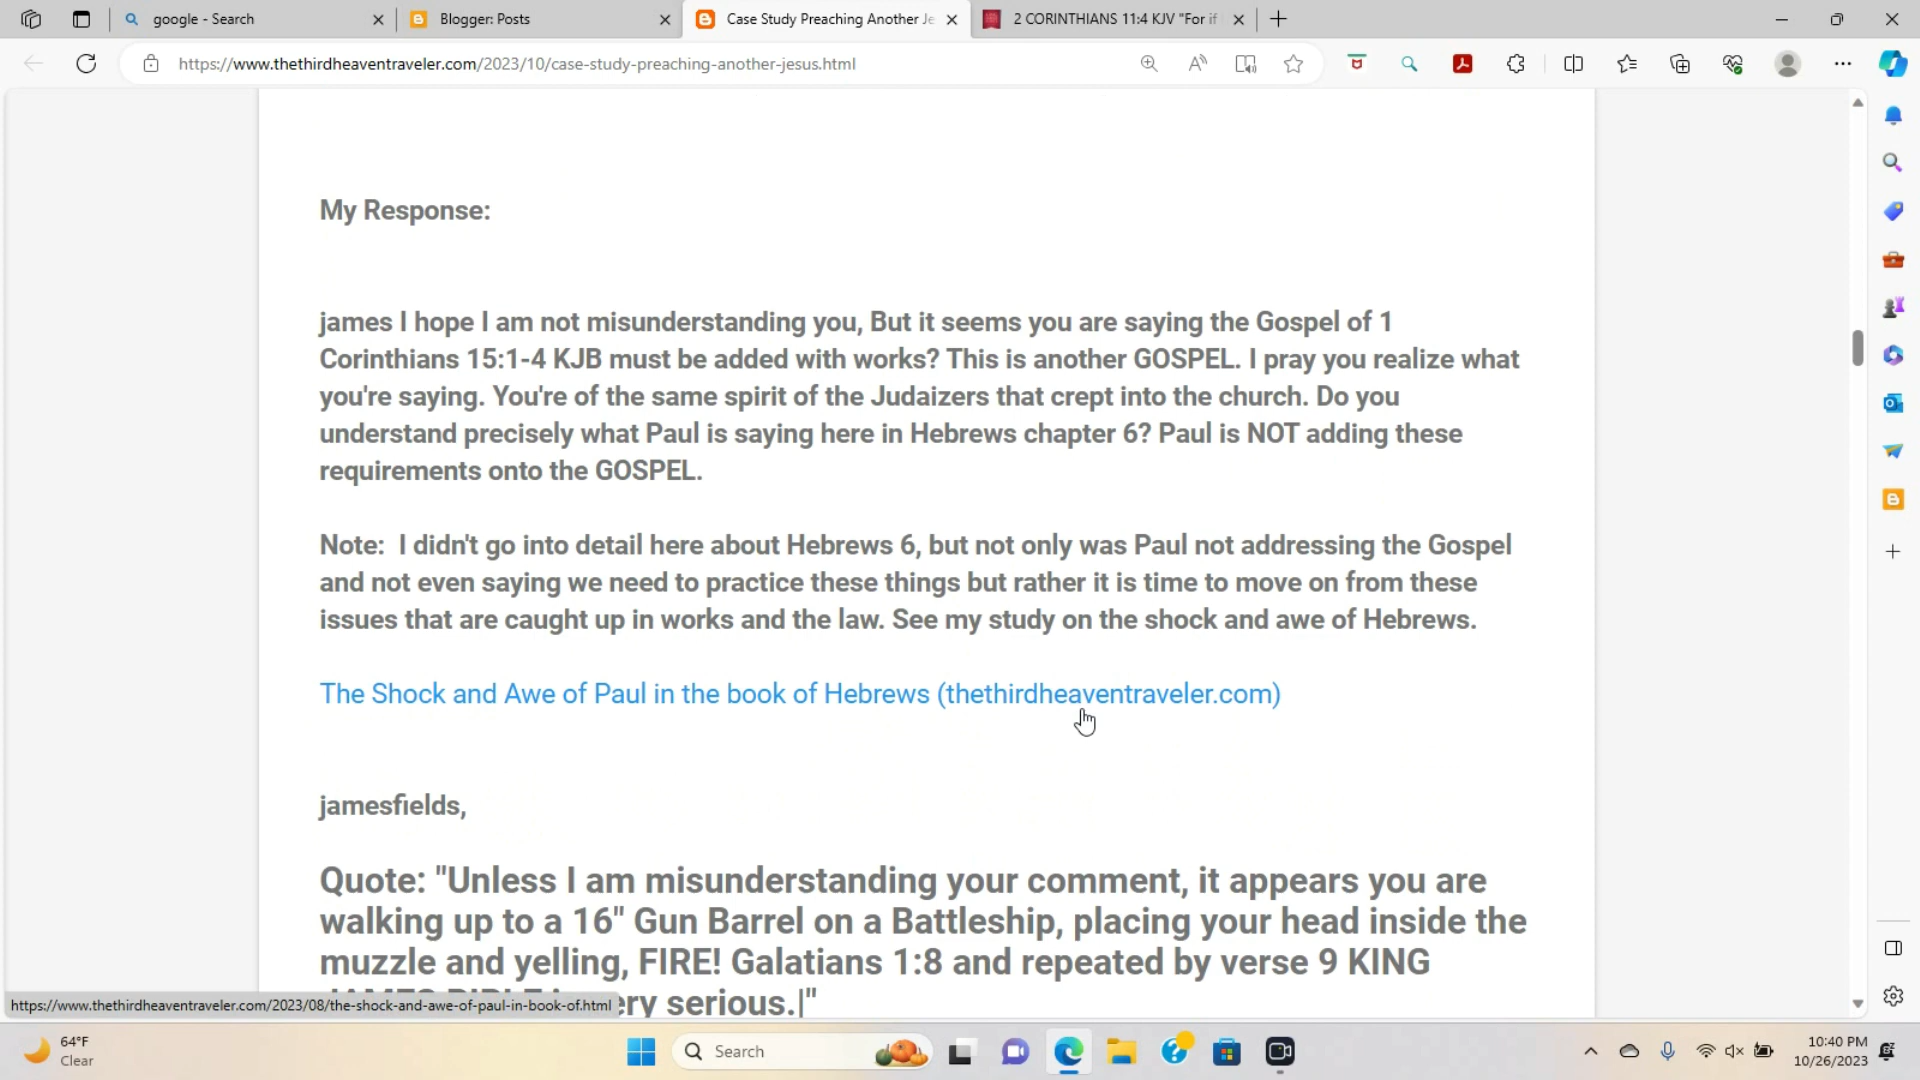 google - Search
Blogger: Posts
Case Study Preaching Another Je
2 CORINTHIANS 11:4 KJV "For if
https://www.thethirdheaventraveler.com/2023/10/case-study-preaching-another-jesus.html
My Response:
james I hope I am not misunderstanding you, But it seems you are saying the Gospel of 1
Corinthians 15:1-4 KJB must be added with works? This is another GOSPEL. I pray you realize what
you're saying. You're of the same spirit of the Judaizers that crept into the church. Do you
understand precisely what Paul is saying here in Hebrews chapter 6? Paul is NOT adding these
requirements onto the GOSPEL.
Note:  I didn't go into detail here about Hebrews 6, but not only was Paul not addressing the Gospel
and not even saying we need to practice these things but rather it is time to move on from these
issues that are caught up in works and the law. See my study on the shock and awe of Hebrews.
The Shock and Awe of Paul in the book of Hebrews (thethirdheaventraveler.com)
jamesfields,
Quote: "Unless I am misunderstanding your comment, it appears you are
walking up to a 16" Gun Barrel on a Battleship, placing your head inside the
muzzle and yelling, FIRE! Galatians 1:8 and repeated by verse 9 KING
ery serious.|"
https://www.thethirdheaventraveler.com/2023/08/the-shock-and-awe-of-paul-in-book-of.html
64°F
Clear
Search
10:40 PM
10/26/2023